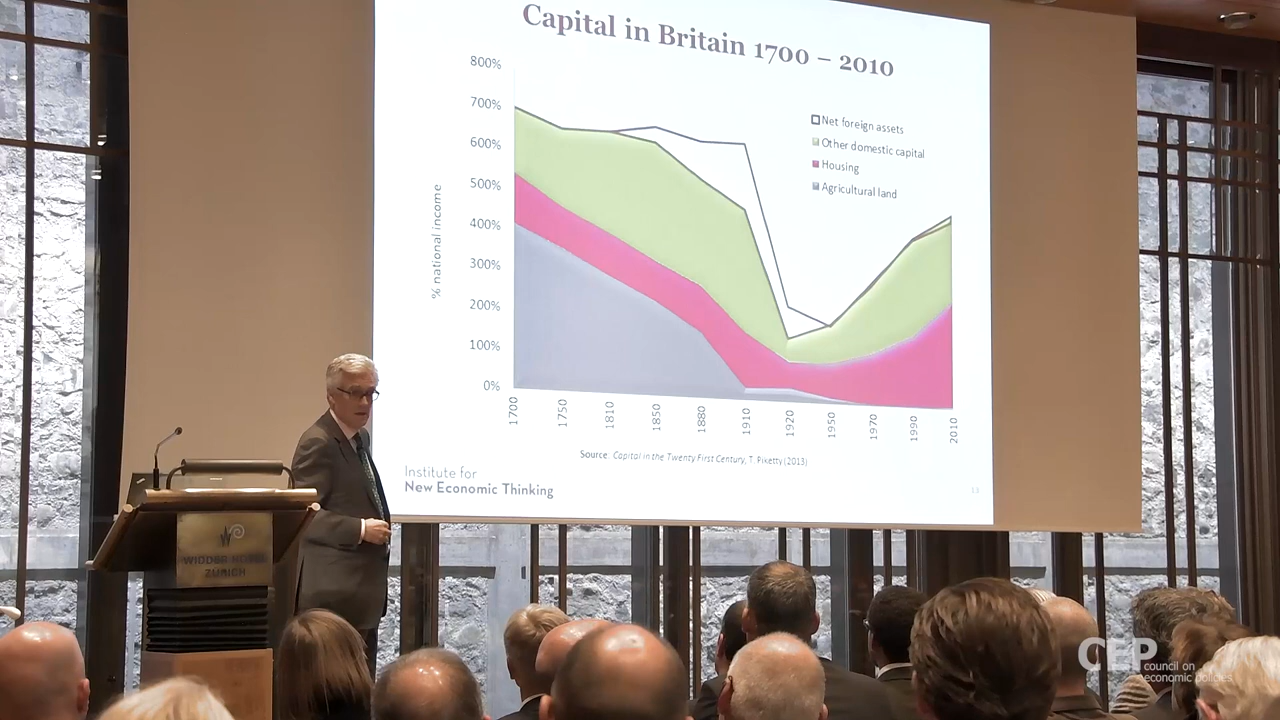 Capital in Britain 1700 – 2010
800%
700%
600%
500%
400%
300%
200%
100%
0%
% national income
Net foreign assets
Other domestic capital
Housing
Agricultural land
1700
1750
1810
1850
1880
1910
1920
1950
1970
1990
2010
Source: Capital in the Twenty First Century, T. Piketty (2013)
Institute for
New Economic Thinking
13
WIDDER HOTEL
ZURICH
CEP council on
economic policies